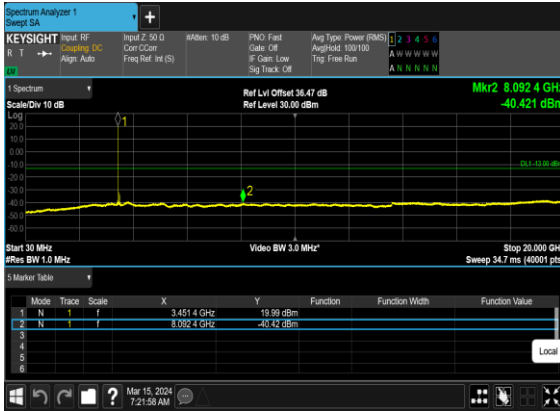 Spectrum Analyzer 1
Swept SA
+
KEYSIGHT
R T
Input: RF
Coupling: DC
Align: Auto
Input Z: 50 Ω
Corr CCorr
Freq Ref: Int (S)
#Atten: 10 dB
PNO: Fast
Gate: Off
IF Gain: Low
Sig Track: Off
Avg Type: Power (RMS)
Avg|Hold: 100/100
Trig: Free Run
1 2 3 4 5 6
A W W W W W
A N N N N N
1 Spectrum
Scale/Div 10 dB
Ref Lvl Offset 36.47 dB
Ref Level 30.00 dBm
Mkr2 8.092 4 GHz
-40.421 dBm
Log
20.0
10.0
0.00
-10.0
-20.0
-30.0
-40.0
-50.0
-60.0
1
2
DL1 -13.00 dBm
Start 30 MHz
#Res BW 1.0 MHz
Video BW 3.0 MHz*
Stop 20.000 GHz
Sweep 34.7 ms (40001 pts)
5 Marker Table
Mode Trace Scale X Y Function Function Width Function Value
1 N 1 f 3.451 4 GHz 19.99 dBm
2 N 1 f 8.092 4 GHz -40.42 dBm
3
4
5
6
Local
?
Mar 15, 2024
7:21:58 AM